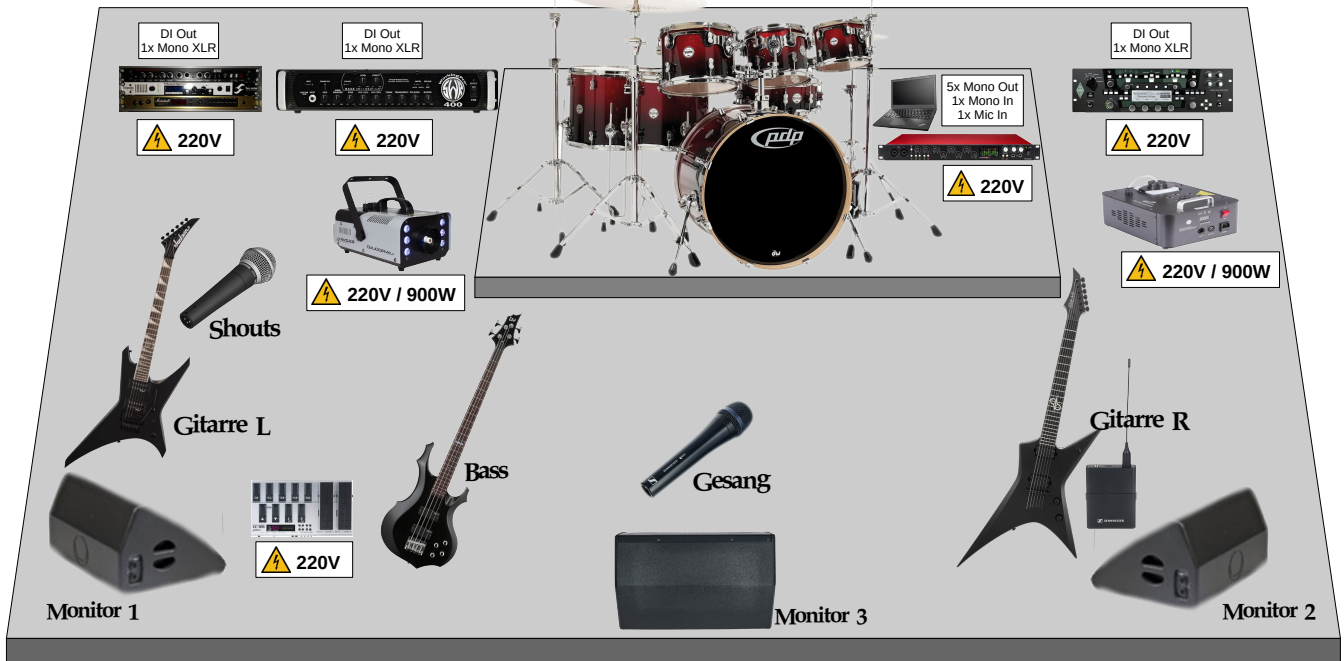 DI Out
1x Mono XLR
DI Out
1x Mono XLR
DI Out
1x Mono XLR
5x Mono Out
1x Mono In
1x Mic In
400
220V
220V
220V
220V
pdp
220V / 900W
220V / 900W
Shouts
Gitarre L
Bass
Gesang
Gitarre R
SENNHEISER
220V
Monitor 1
Monitor 3
Monitor 2